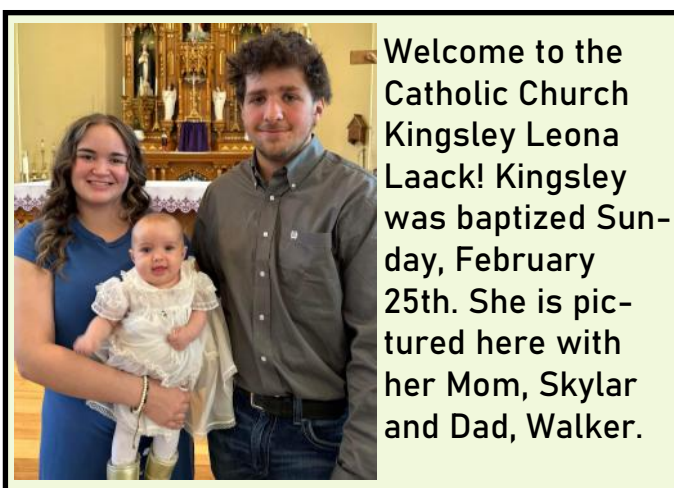 Welcome to the
Catholic Church
Kingsley Leona
Laack! Kingsley
was baptized Sun-
day, February
25th. She is pic-
tured here with
her Mom, Skylar
and Dad, Walker.